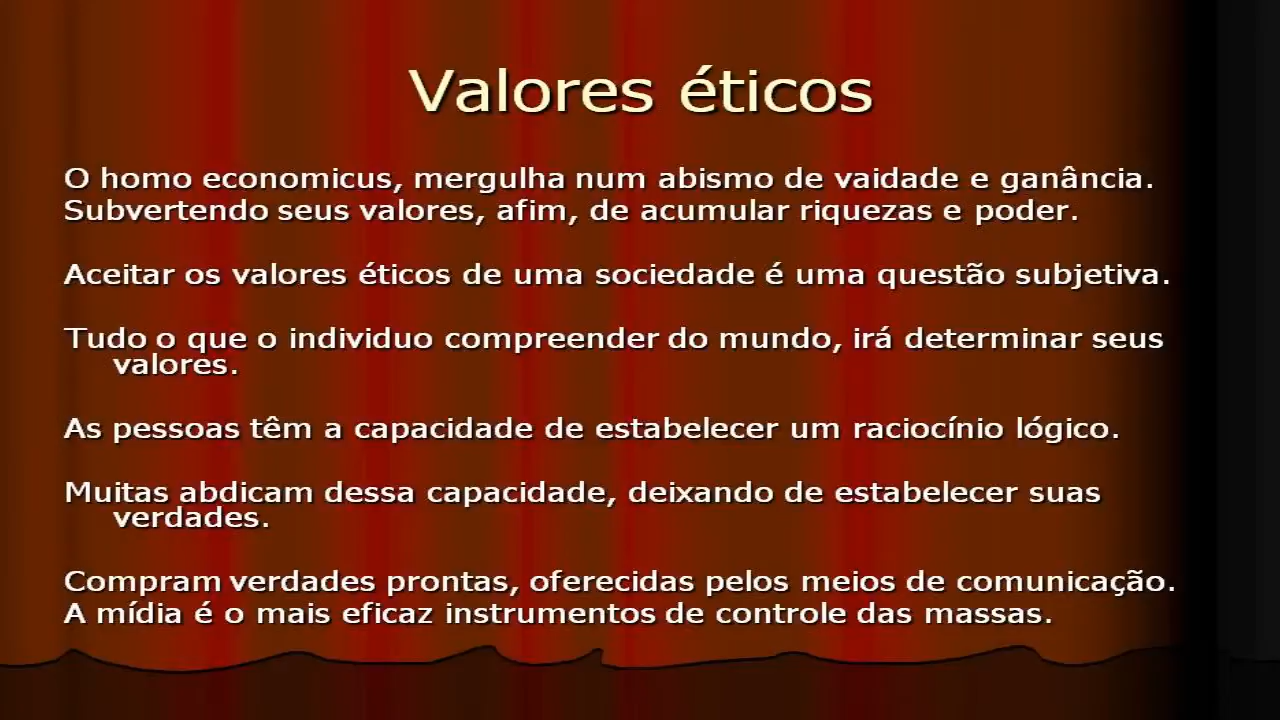 Valores éticos
O homo economicus, mergulha num abismo de vaidade e ganância.
Subvertendo seus valores, afim, de acumular riquezas e poder.
Aceitar os valores éticos de uma sociedade é uma questão subjetiva.
Tudo o que o individuo compreender do mundo, irá determinar seus
valores.
As pessoas têm a capacidade de estabelecer um raciocínio lógico.
Muitas abdicam dessa capacidade, deixando de estabelecer suas
verdades.
Compram verdades prontas, oferecidas pelos meios de comunicação.
A mídia é o mais eficaz instrumentos de controle das massas.